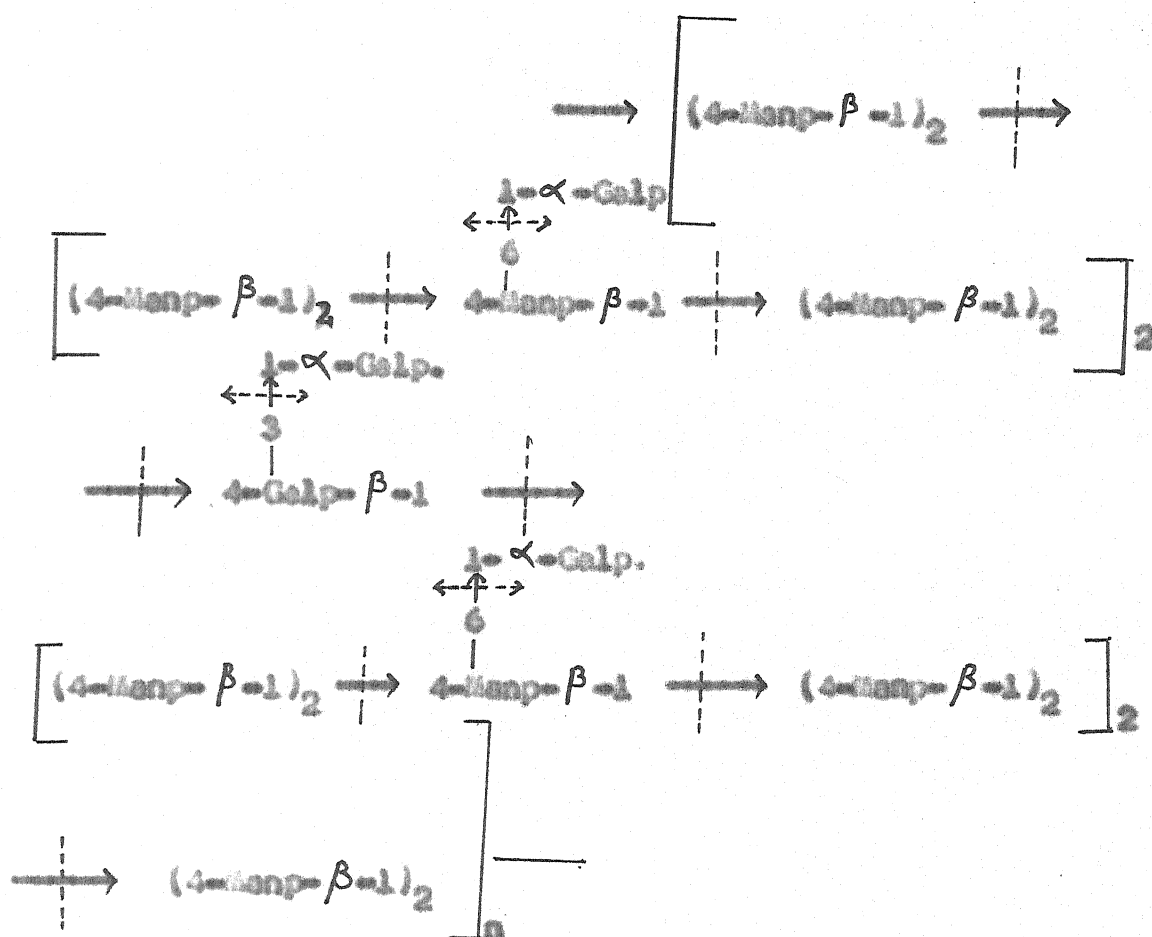 (4-Manp-β-1)2
1-α-Galp
6
(4-Manp-β-1)2 4-Manp-β-1 (4-Manp-β-1)2 2
1-α-Galp.
3
4-Galp-β-1
1-α-Galp.
6
(4-Manp-β-1)2 4-Manp-β-1 (4-Manp-β-1)2 2
(4-Manp-β-1)2 n